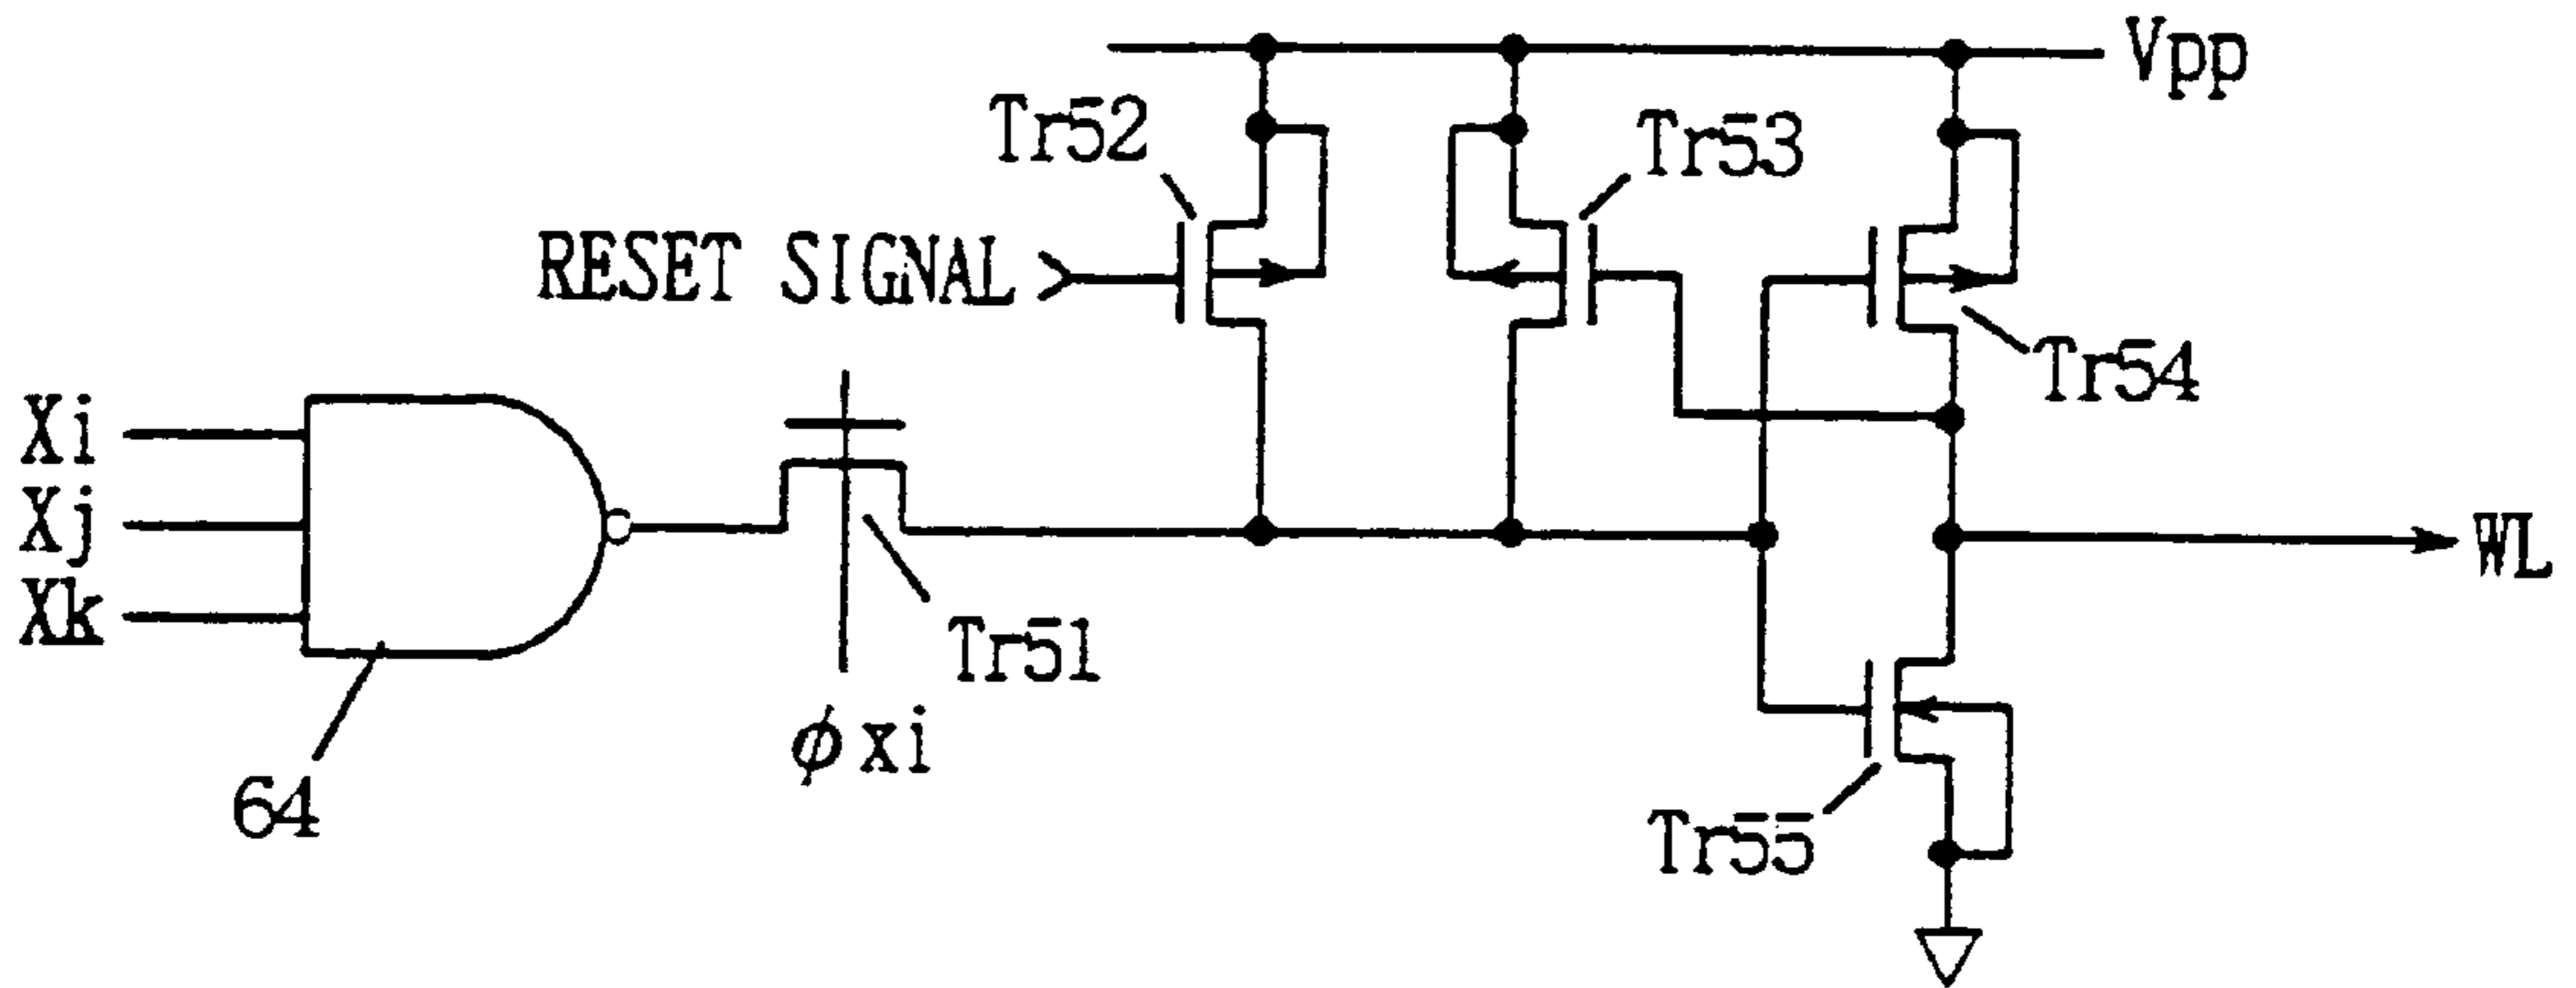 Vpp
Tr52
Tr53
RESET SIGNAL
Tr54
Xi
Xj
Xk
WL
Tr51
ϕxi
64
Tr55